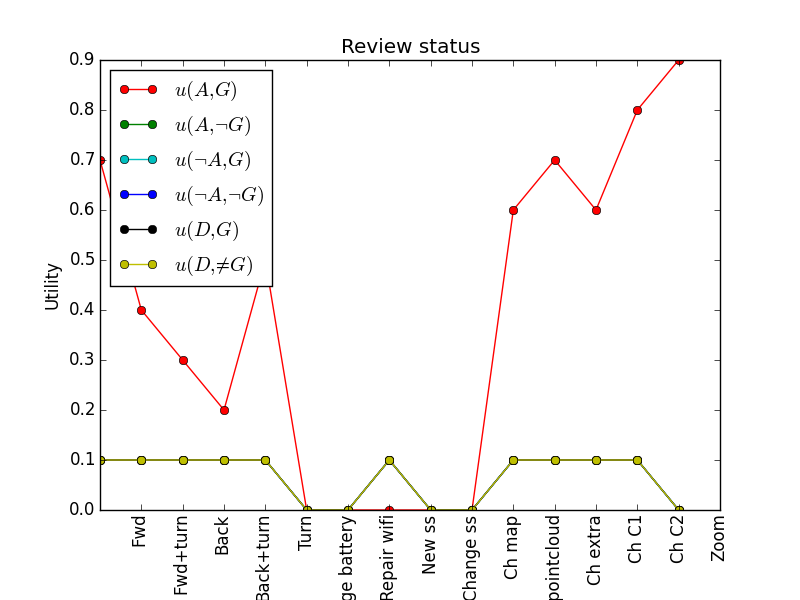 Review status
0.9
0.8
0.7
0.6
0.5
0.4
0.3
0.2
0.1
0.0
Utility
u(A,G)
u(A,¬G)
u(¬A,G)
u(¬A,¬G)
u(D,G)
u(D,≠G)
Fwd
Fwd+turn
Back
Back+turn
Turn
ge battery
Repair wifi
New ss
Change ss
Ch map
pointcloud
Ch extra
Ch C1
Ch C2
Zoom